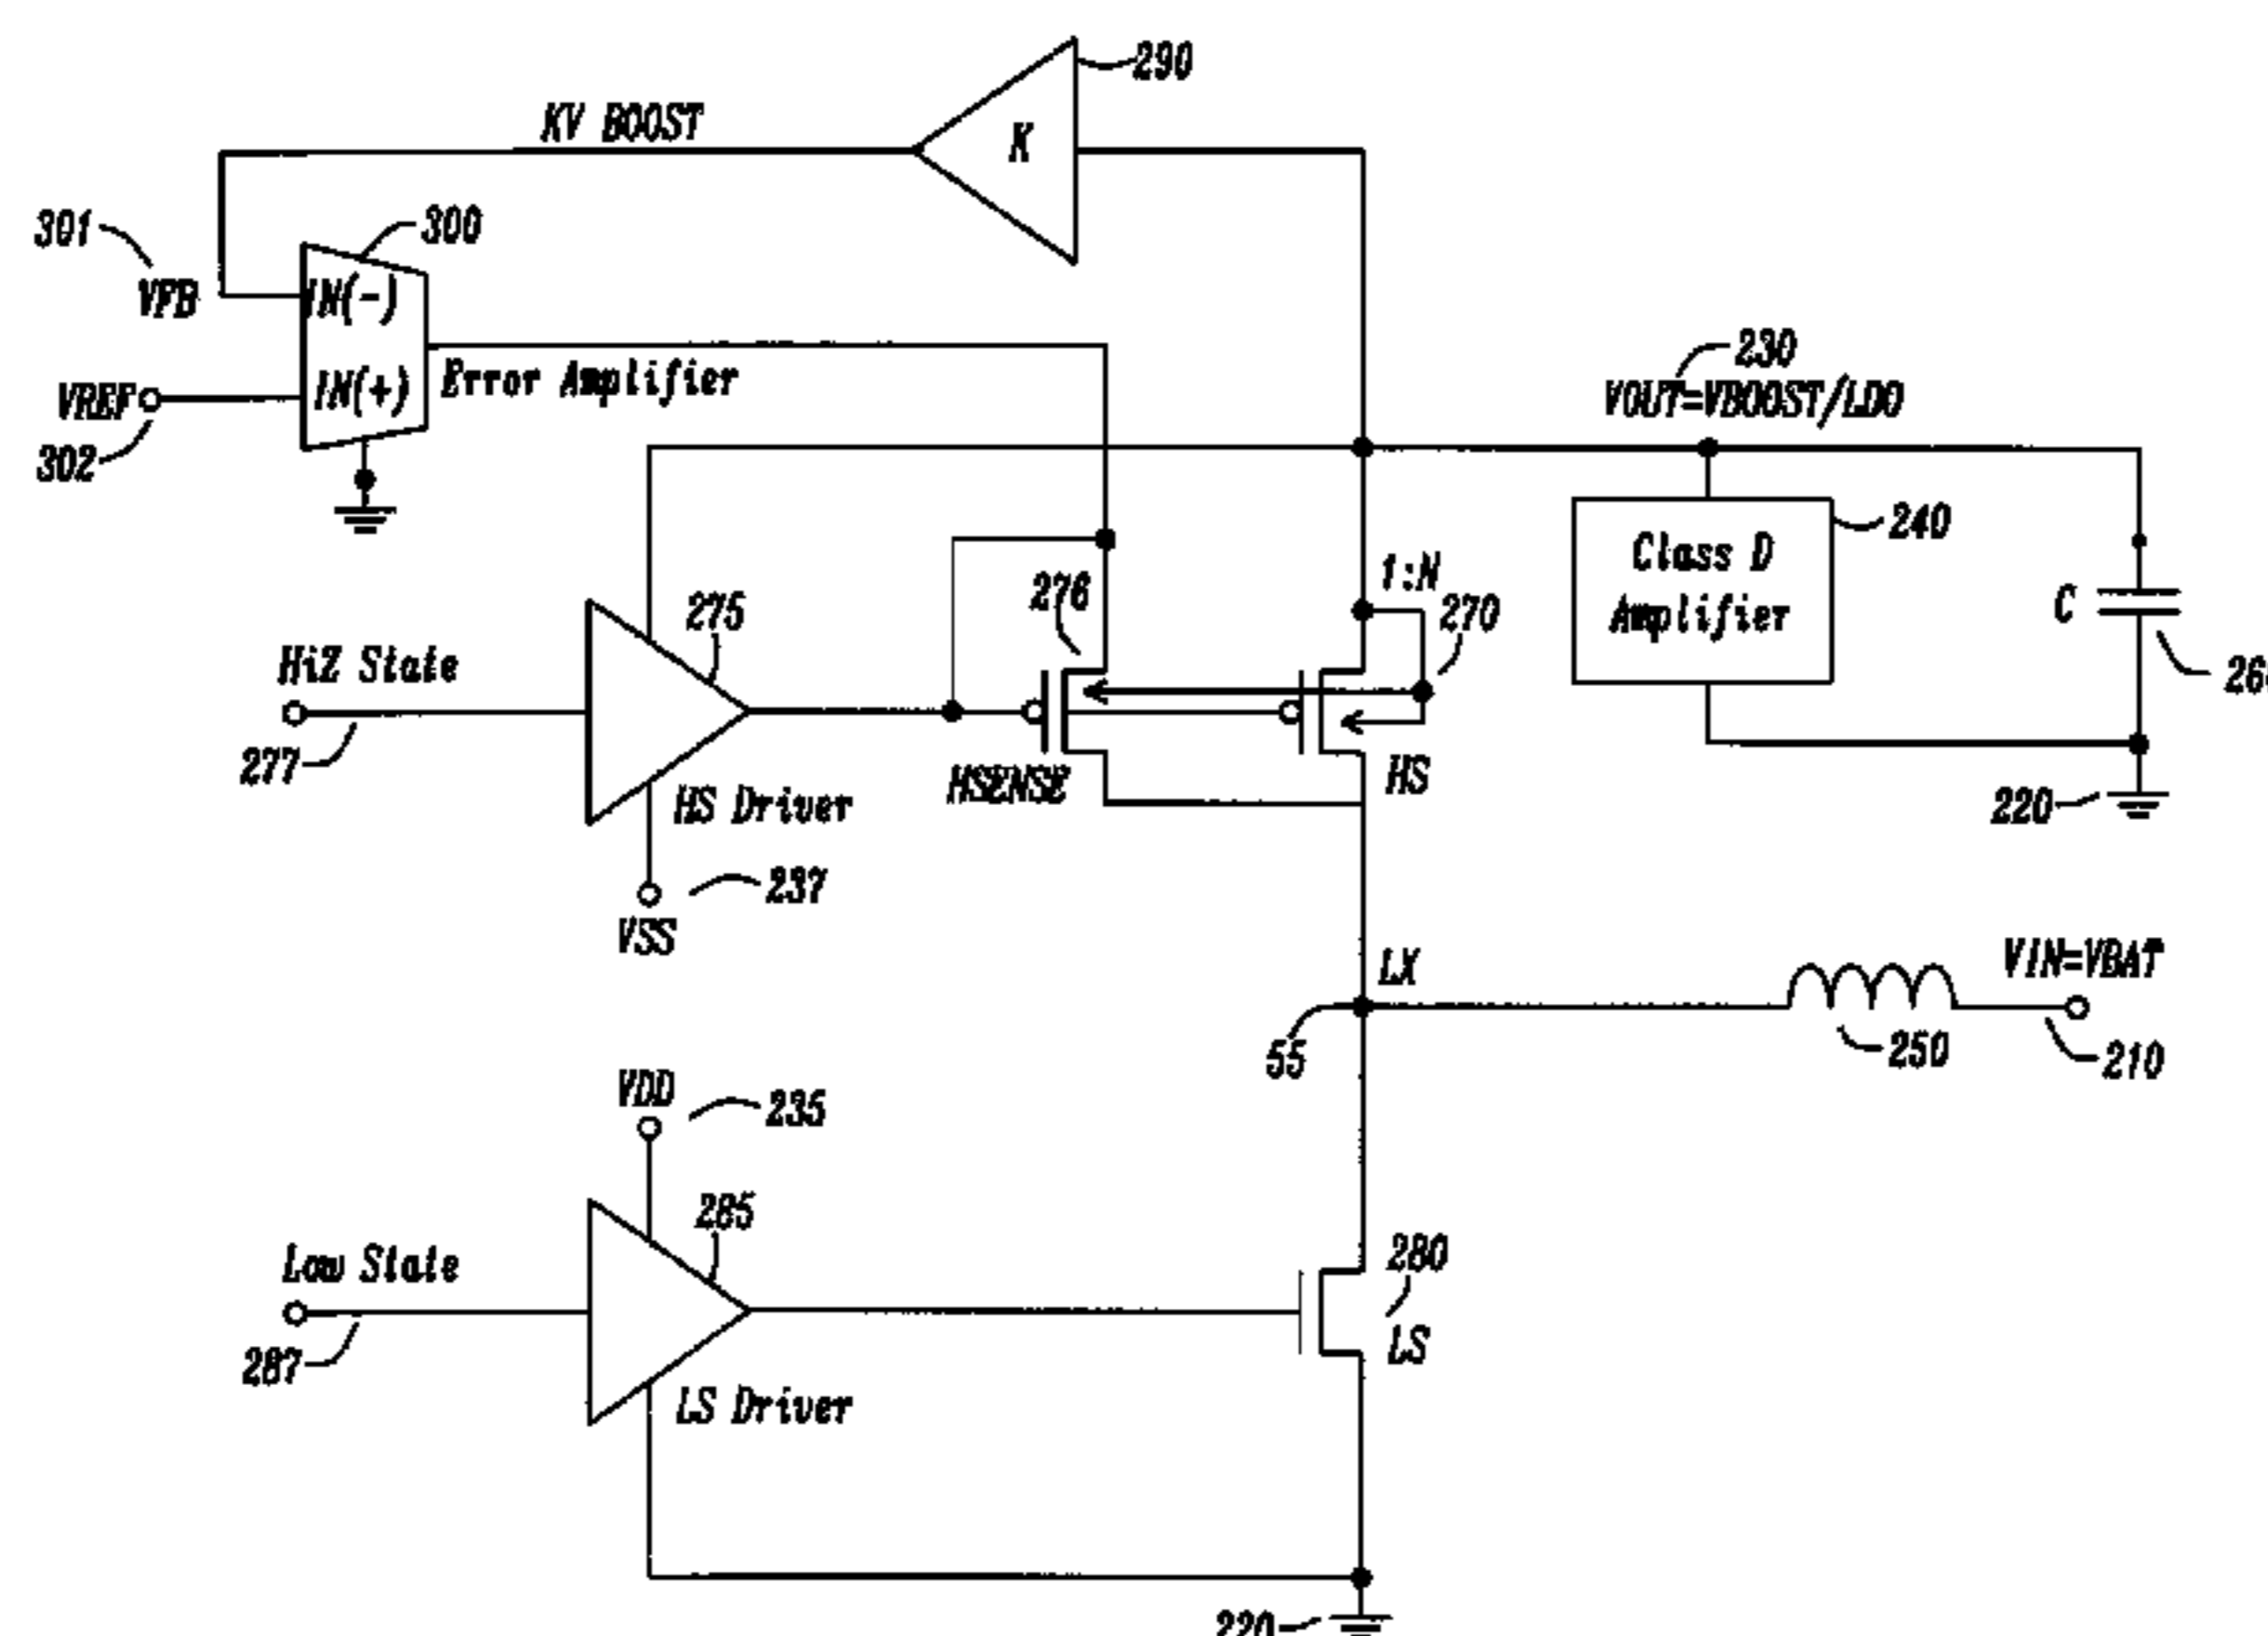 290
KV BOOST
K
301
300
VFB
IN(-)
230
VOUT=VBOOST/LDO
Error Amplifier
IN(+)
VREF
302
240
Class D
Amplifier
1:N
276
270
275
C
HiZ State
277
HSENSE
HS
HS Driver
220
237
VSS
LX
VIN=VBAT
55
250
210
VDD
235
285
280
Low State
LS
287
LS Driver
220